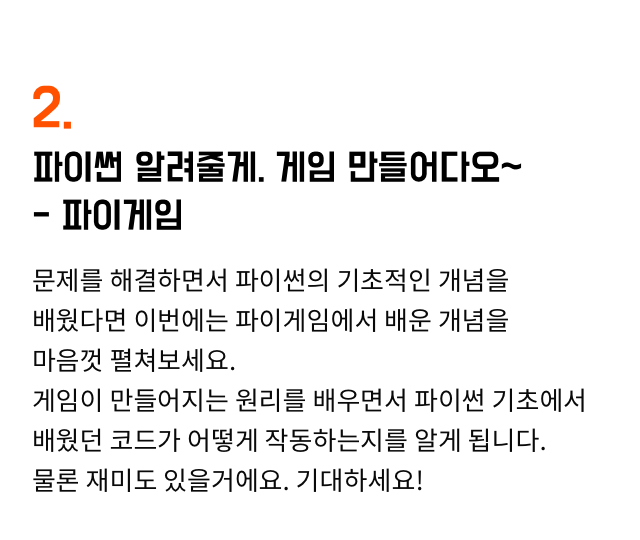 2.
파이썬 알려줄게. 게임 만들어다오~
- 파이게임
문제를 해결하면서 파이썬의 기초적인 개념을
배웠다면 이번에는 파이게임에서 배운 개념을
마음껏 펼쳐보세요.
게임이 만들어지는 원리를 배우면서 파이썬 기초에서
배웠던 코드가 어떻게 작동하는지를 알게 됩니다.
물론 재미도 있을거에요. 기대하세요!